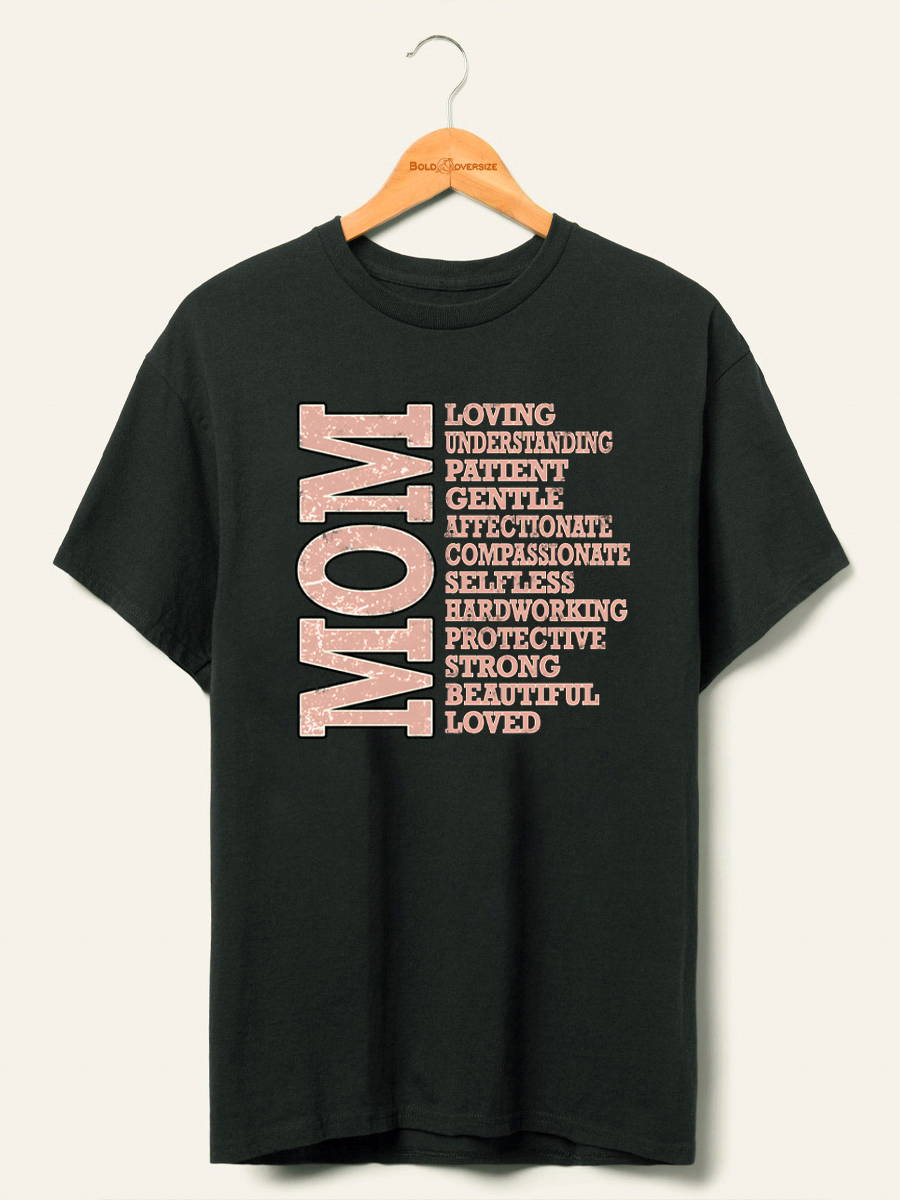 BOLD OVERSIZE
MOM
LOVING
UNDERSTANDING
PATIENT
GENTLE
AFFECTIONATE
COMPASSIONATE
SELFLESS
HARDWORKING
PROTECTIVE
STRONG
BEAUTIFUL
LOVED